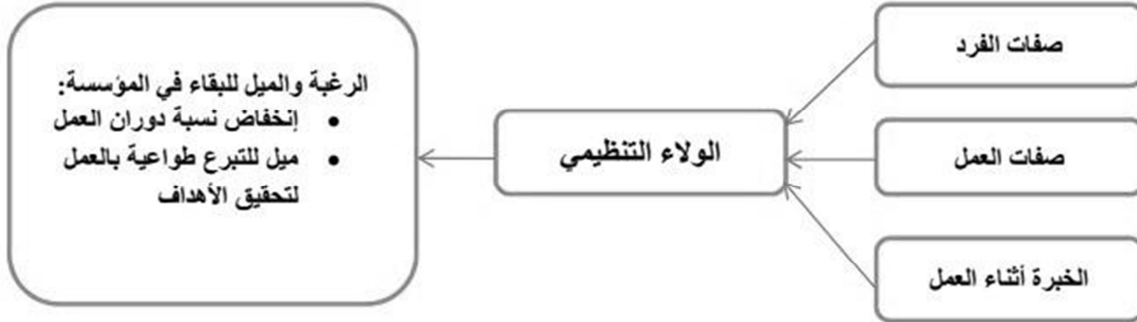 صفات الفرد
صفات العمل
الخبرة أثناء العمل
الولاء التنظيمي
الرغبة والميل للبقاء في المؤسسة:
• إنخفاض نسبة دوران العمل
• ميل للتبرع طواعية بالعمل
لتحقيق الأهداف